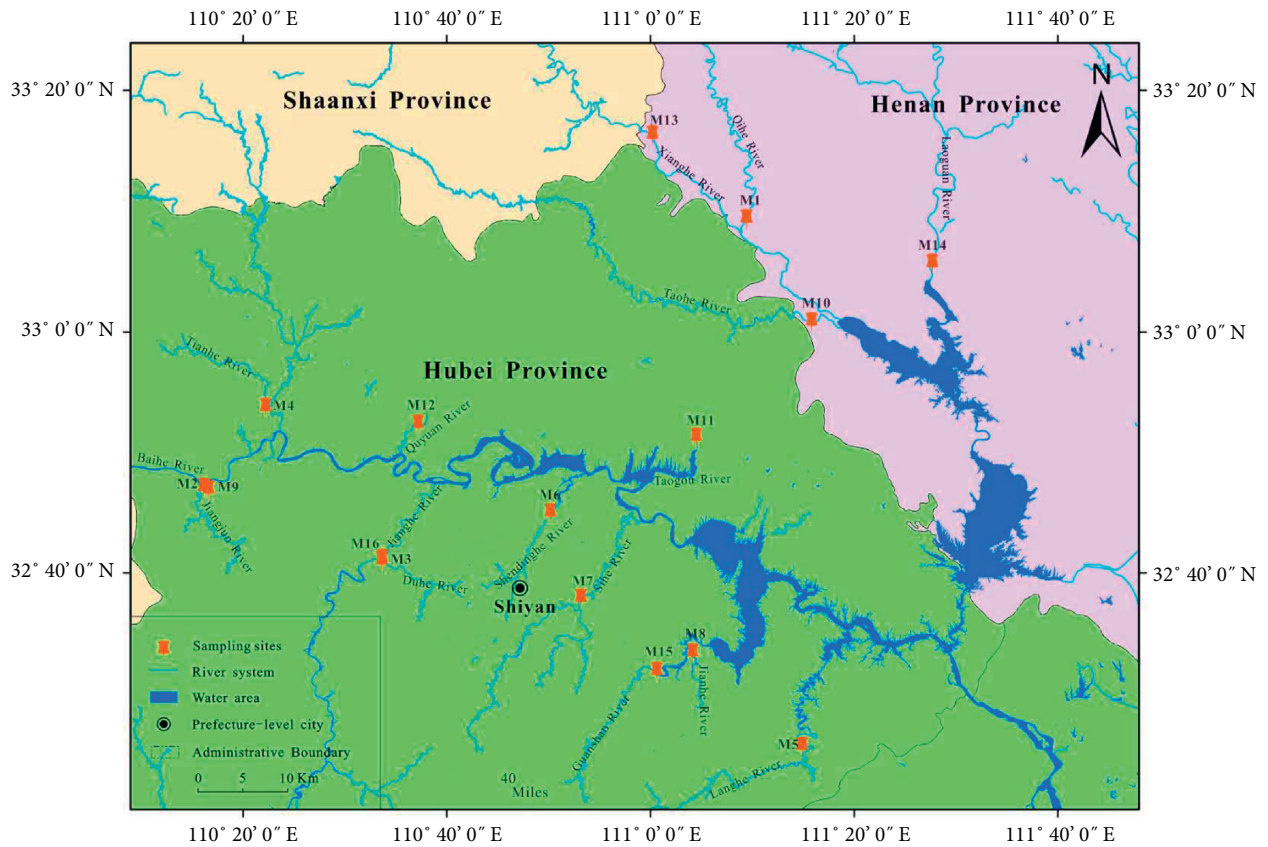 110° 20′ 0″ E
110° 40′ 0″ E
111° 0′ 0″ E
111° 20′ 0″ E
111° 40′ 0″ E
33° 20′ 0″ N
33° 20′ 0″ N
Shaanxi Province
Henan Province
N
M13
Qihe River
Xianghe River
Laoguan River
M1
M14
Taohe River
M10
33° 0′ 0″ N
33° 0′ 0″ N
Tianhe River
Hubei Province
M4
M12
Quyuan River
M11
Baihe River
M2
M9
Taogou River
Jiangjun River
M6
Jianghe River
Shendinghe River
M16
M3
Sihe River
32° 40′ 0″ N
32° 40′ 0″ N
Duhe River
M7
Shiyan
M8
M15
Jianhe River
Guanshan River
M5
Langhe River
Sampling sites
River system
Water area
Prefecture-level city
Administrative Boundary
0 5 10 Km
40
Miles
110° 20′ 0″ E
110° 40′ 0″ E
111° 0′ 0″ E
111° 20′ 0″ E
111° 40′ 0″ E